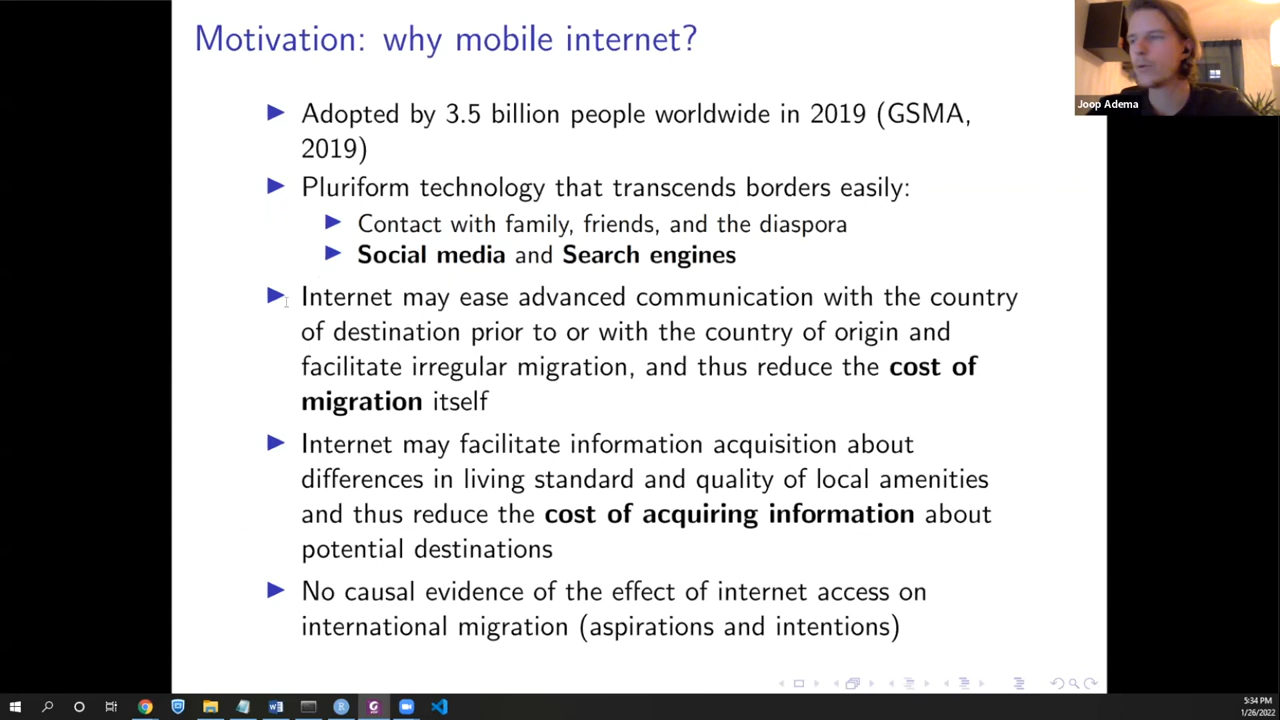 Motivation: why mobile internet?
Joop Adema
Adopted by 3.5 billion people worldwide in 2019 (GSMA,
2019)
Pluriform technology that transcends borders easily:
Contact with family, friends, and the diaspora
Social media and Search engines
Internet may ease advanced communication with the country
of destination prior to or with the country of origin and
facilitate irregular migration, and thus reduce the cost of
migration itself
Internet may facilitate information acquisition about
differences in living standard and quality of local amenities
and thus reduce the cost of acquiring information about
potential destinations
No causal evidence of the effect of internet access on
international migration (aspirations and intentions)
5:34 PM
1/26/2022